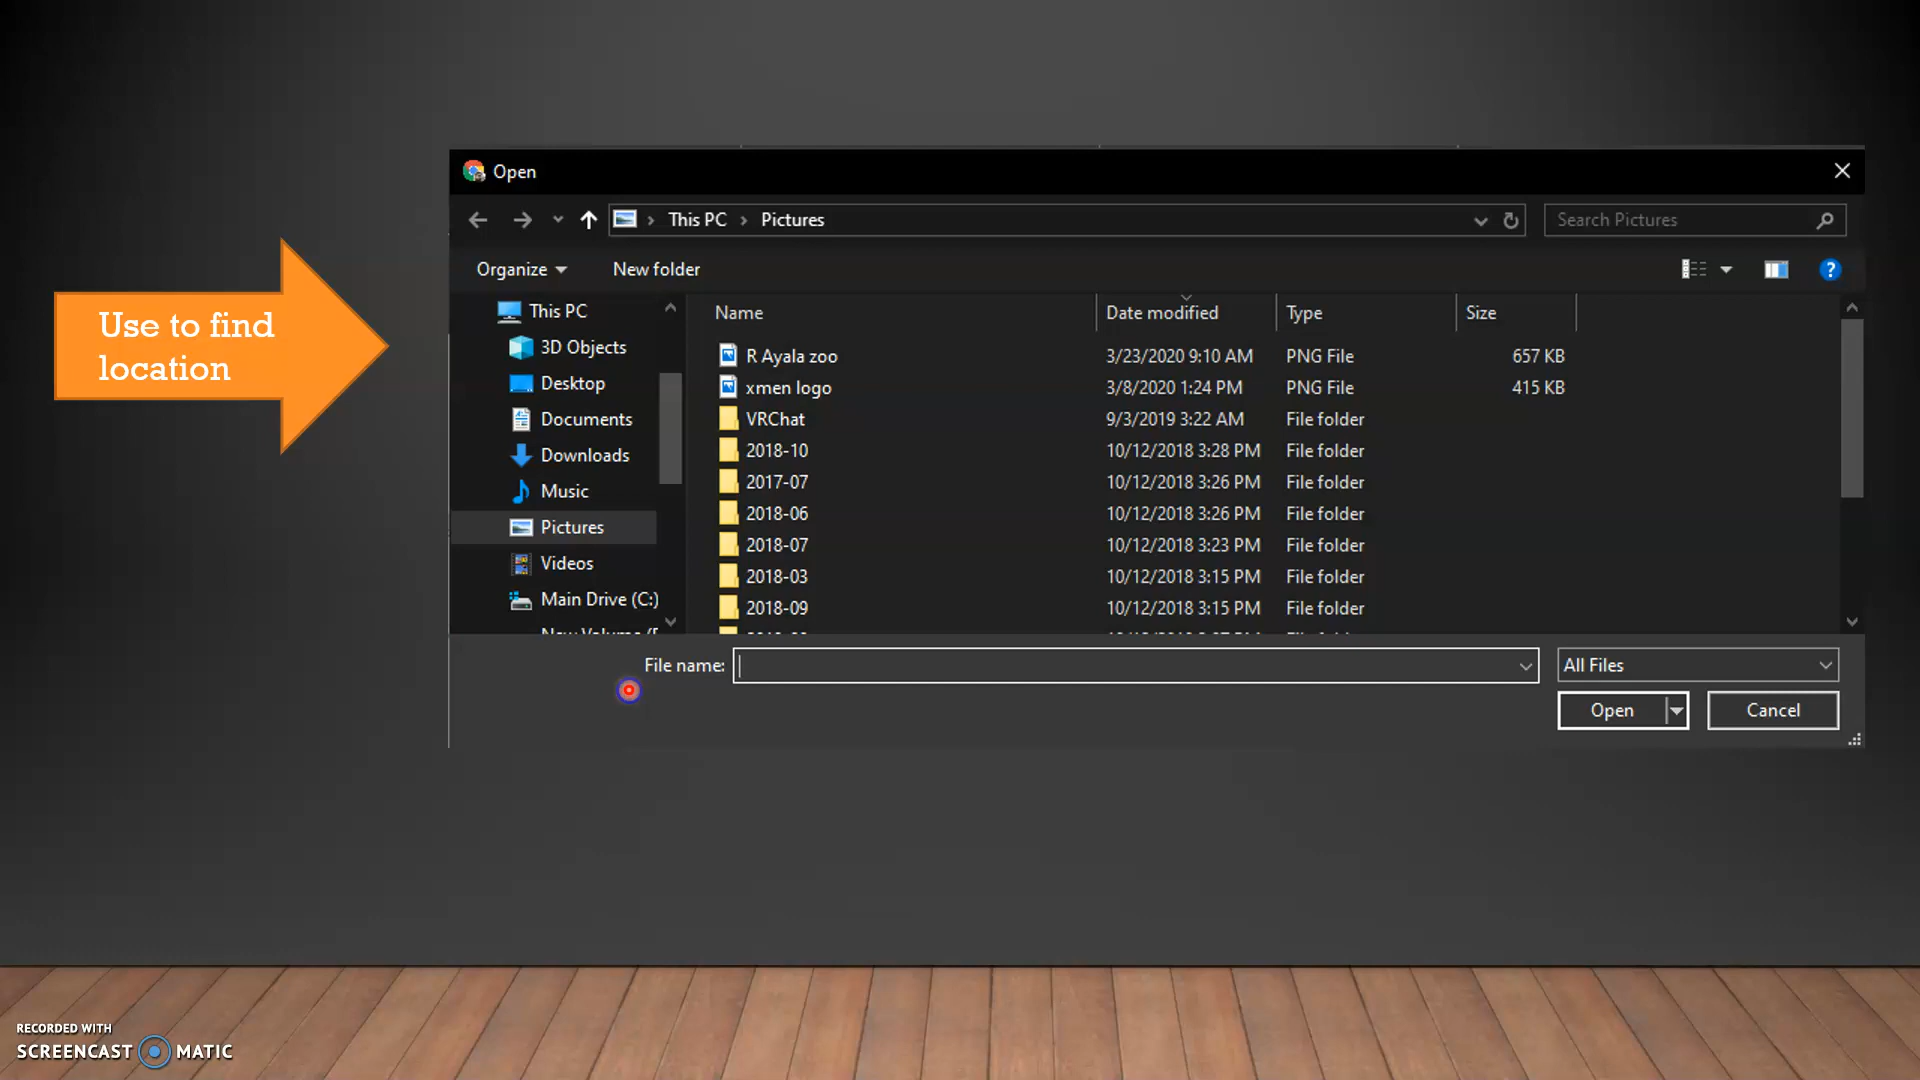 Open
This PC > Pictures
Search Pictures
Organize
New folder
?
Use to find
location
This PC
3D Objects
Desktop
Documents
Downloads
Music
Pictures
Videos
Main Drive (C:)
Name Date modified Type Size
R Ayala zoo 3/23/2020 9:10 AM PNG File 657 KB
xmen logo 3/8/2020 1:24 PM PNG File 415 KB
VRChat 9/3/2019 3:22 AM File folder
2018-10 10/12/2018 3:28 PM File folder
2017-07 10/12/2018 3:26 PM File folder
2018-06 10/12/2018 3:26 PM File folder
2018-07 10/12/2018 3:23 PM File folder
2018-03 10/12/2018 3:15 PM File folder
2018-09 10/12/2018 3:15 PM File folder
File name:
All Files
Open
Cancel
RECORDED WITH
SCREENCAST MATIC